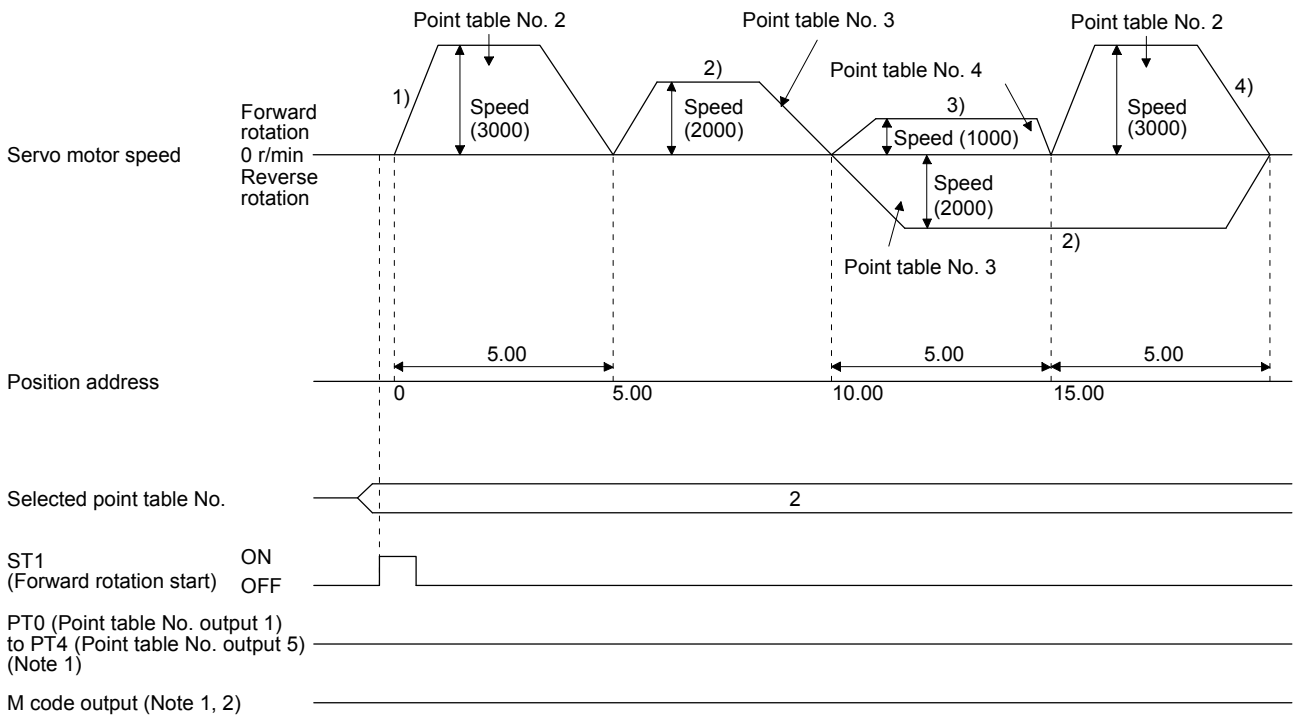 Point table No. 2
Point table No. 3
Point table No. 2
Point table No. 4
1)
2)
3)
4)
Forward
rotation
Speed
(3000)
Speed
(2000)
Speed (1000)
Speed
(3000)
Servo motor speed
0 r/min
Reverse
rotation
Speed
(2000)
2)
Point table No. 3
5.00
5.00
5.00
Position address
0
5.00
10.00
15.00
Selected point table No.
2
ST1
(Forward rotation start)
ON
OFF
PT0 (Point table No. output 1)
to PT4 (Point table No. output 5)
(Note 1)
M code output (Note 1, 2)